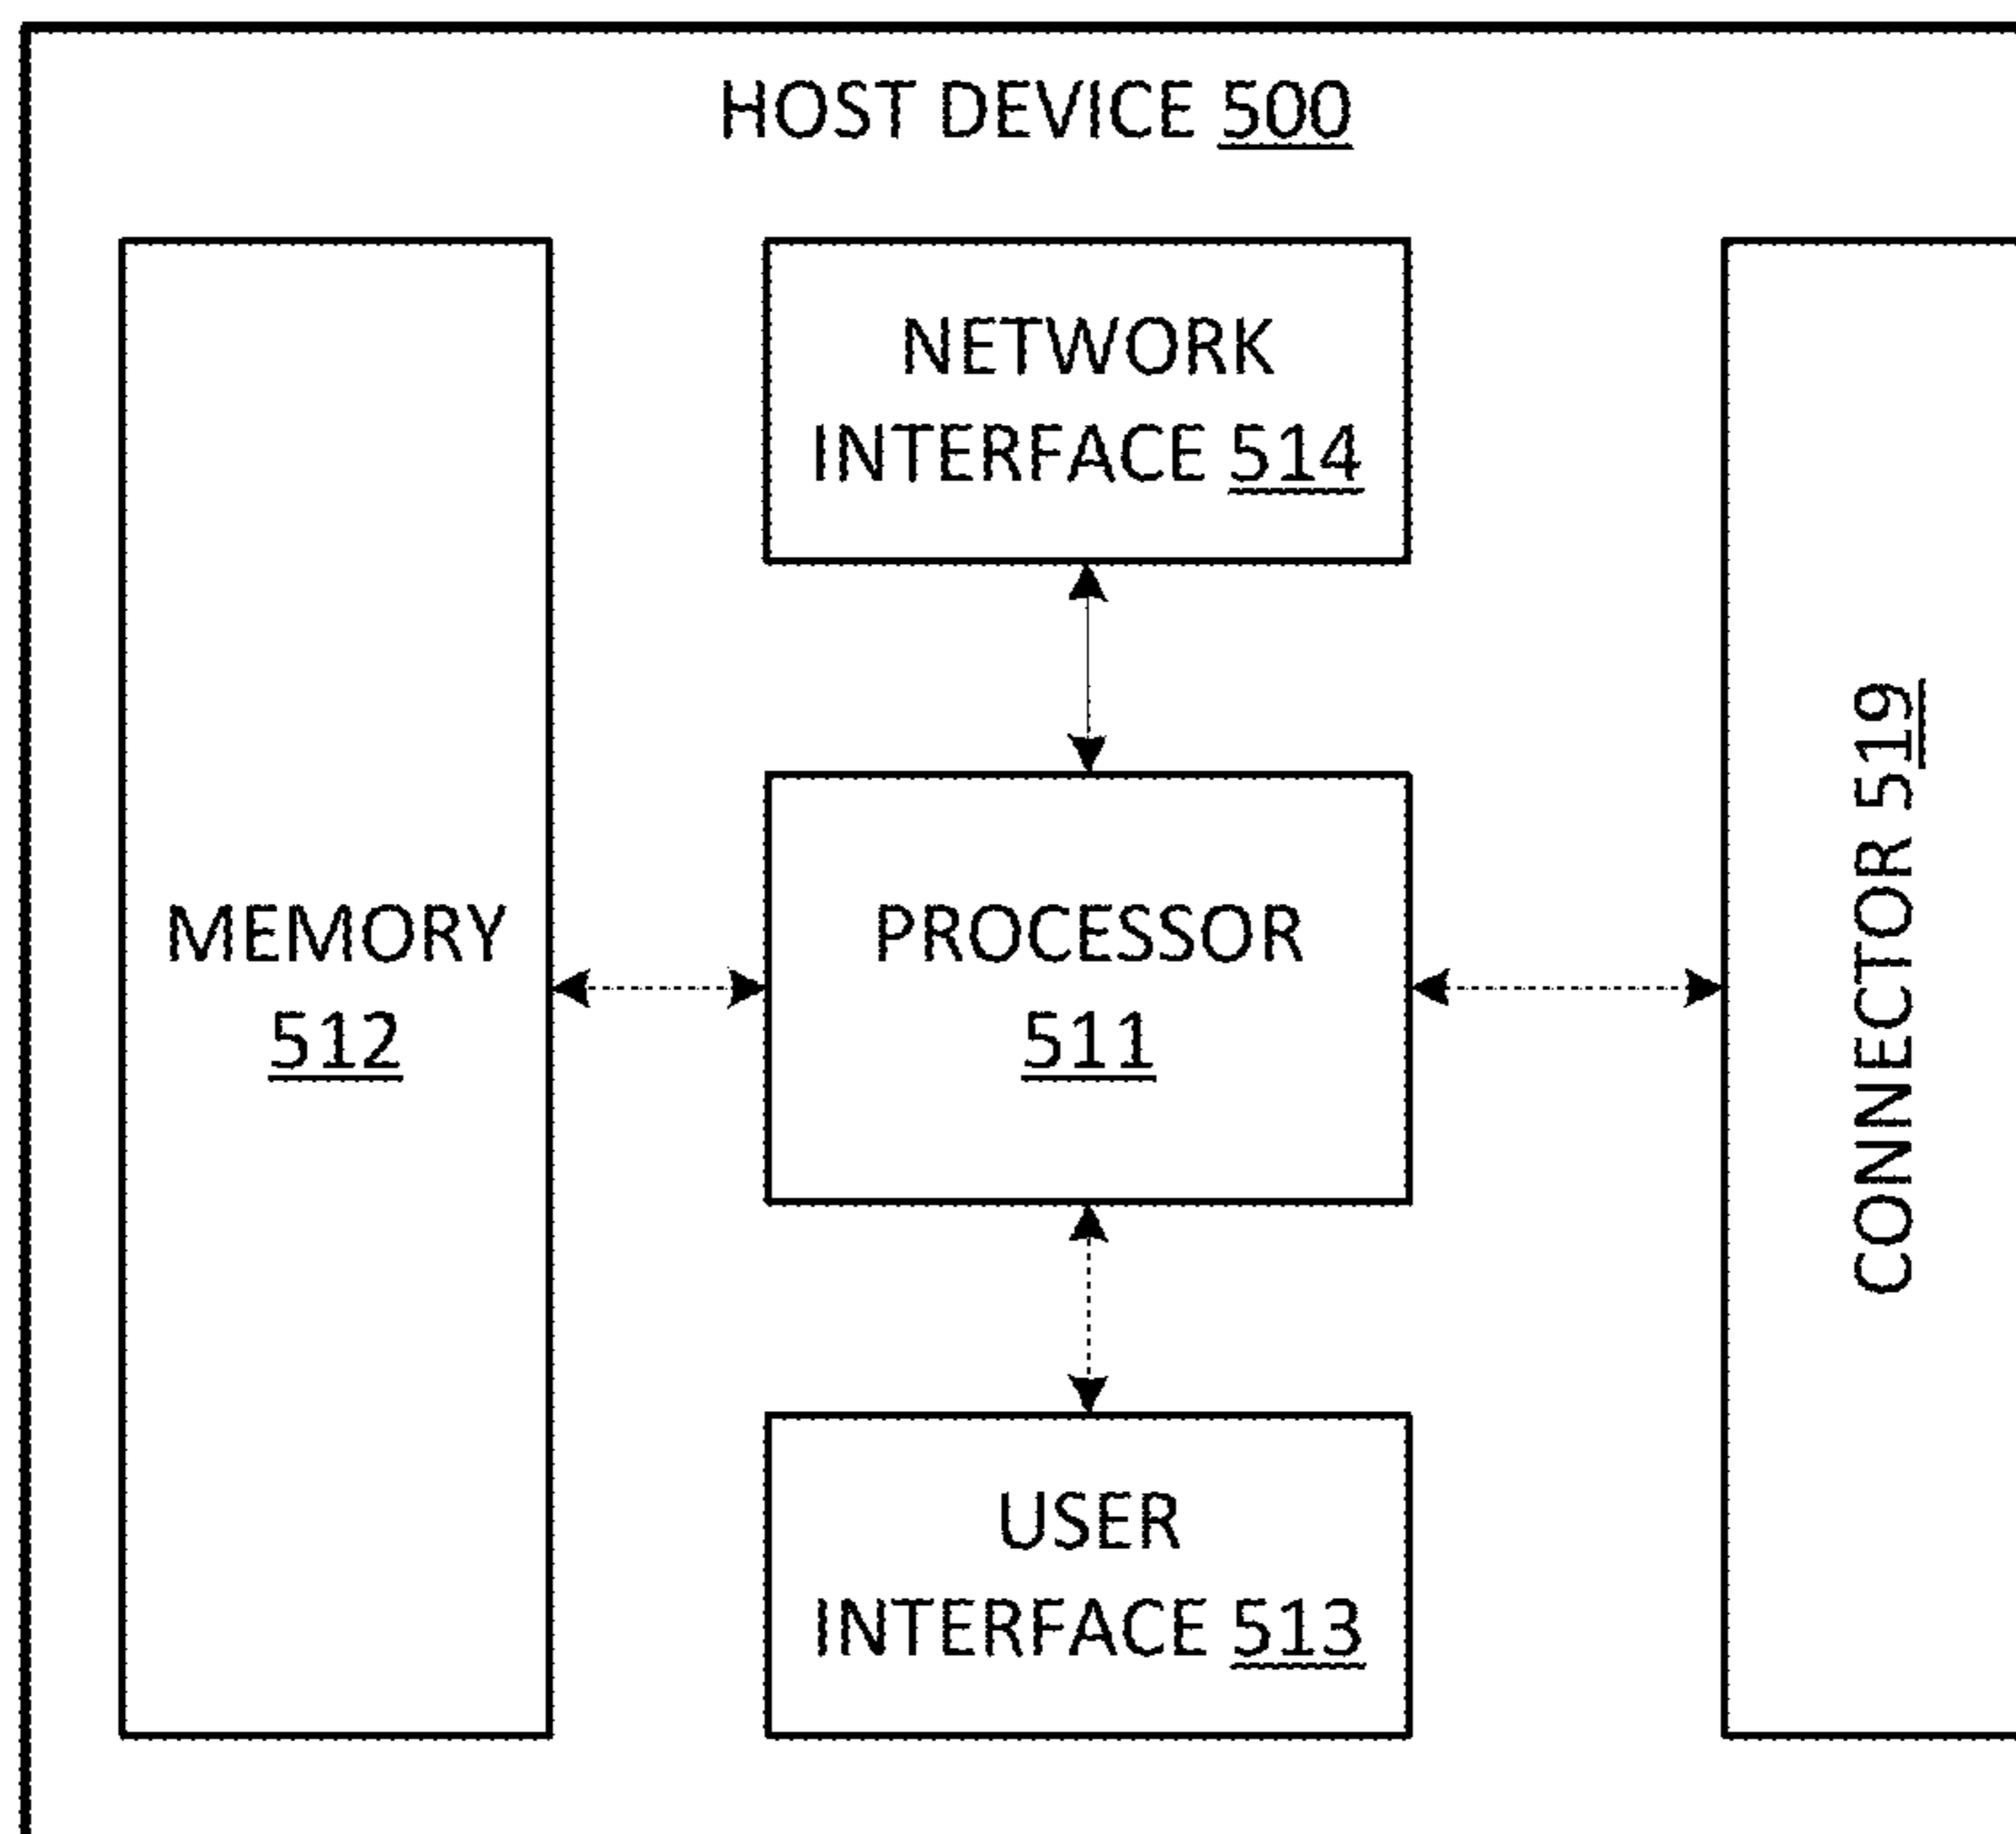 HOST DEVICE 500
NETWORK
INTERFACE 514
MEMORY
512
PROCESSOR
511
CONNECTOR 519
USER
INTERFACE 513